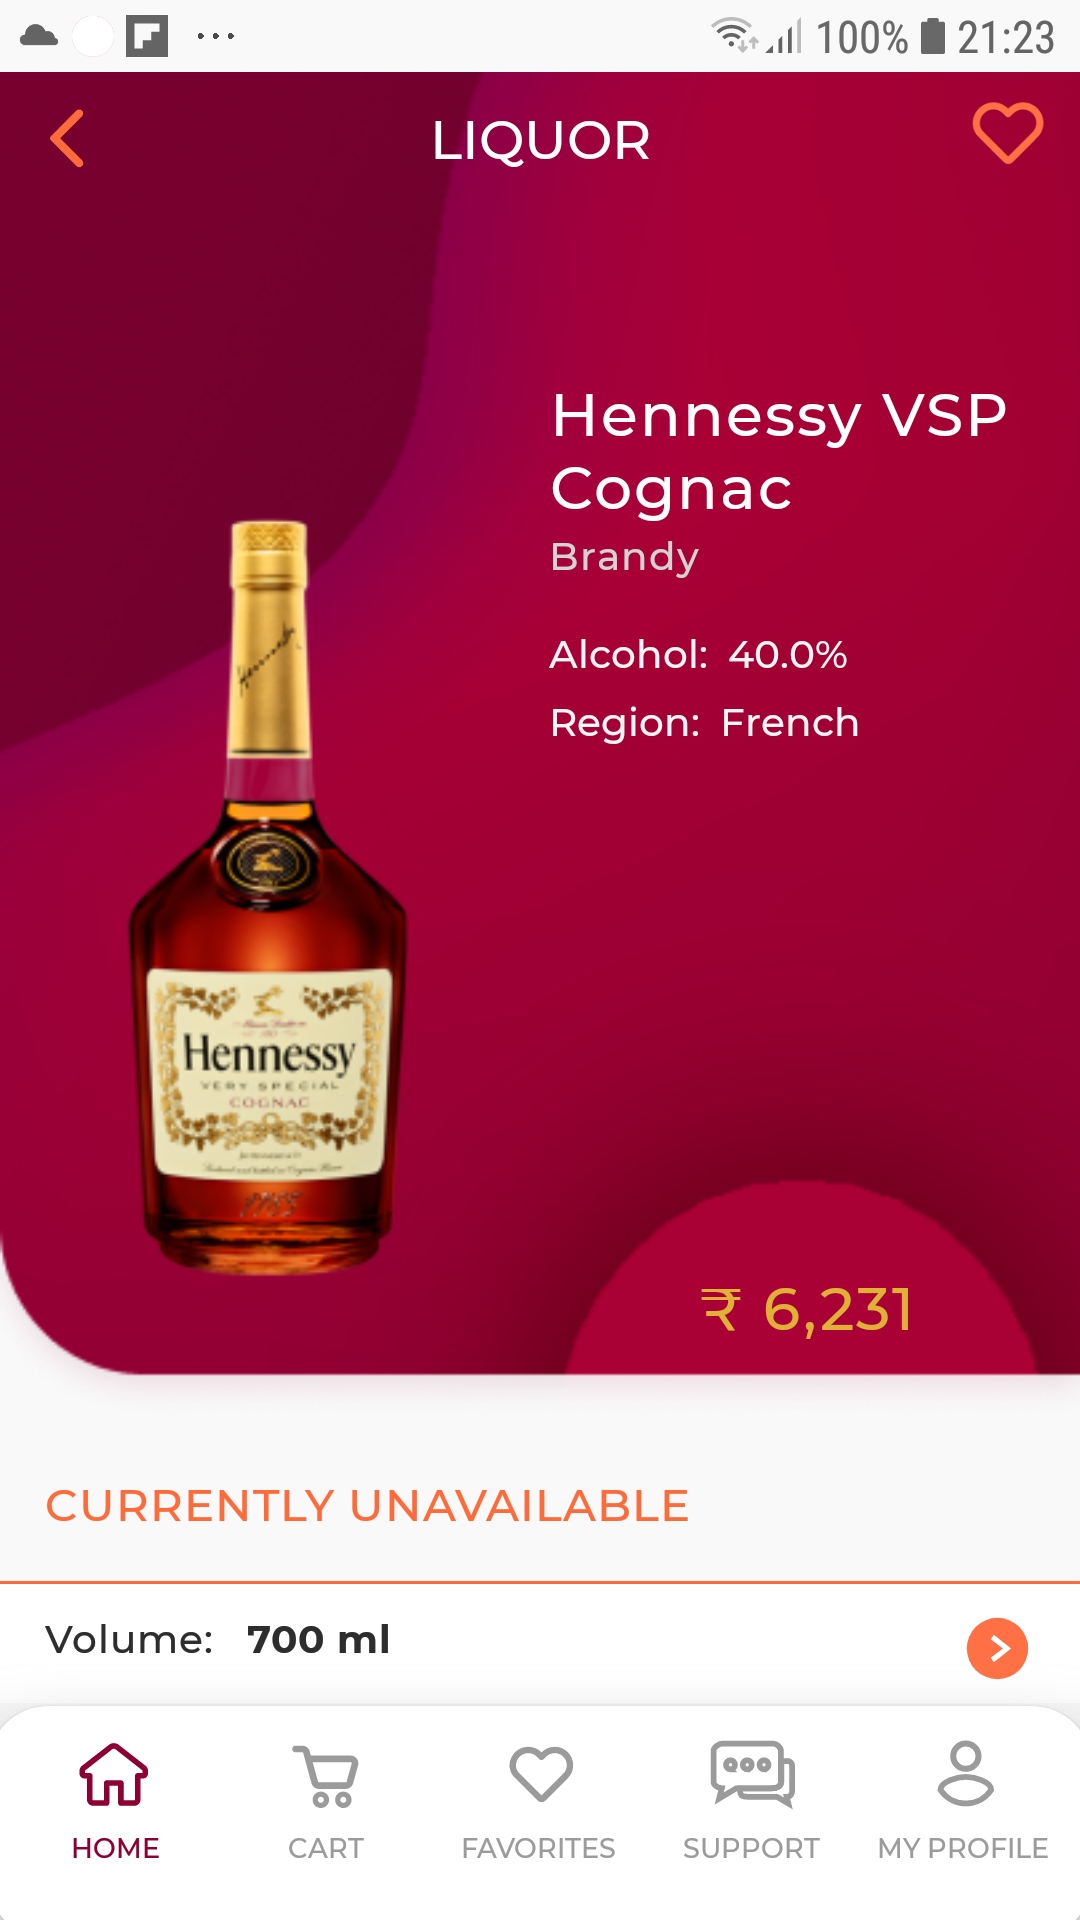 100% 21:23
LIQUOR
Hennessy VSP
Cognac
Brandy
Alcohol: 40.0%
Region: French
Hennessy
VERY SPECIAL
COGNAC
1765
₹ 6,231
CURRENTLY UNAVAILABLE
Volume: 700 ml
HOME CART FAVORITES SUPPORT MY PROFILE